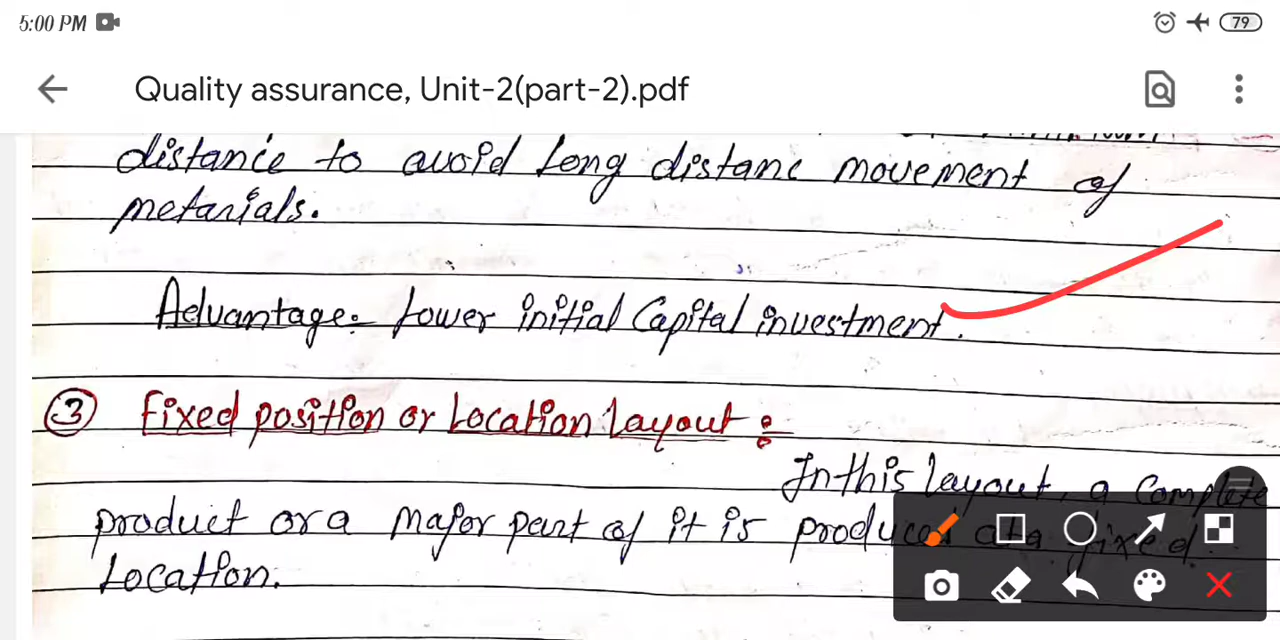 5:00 PM
79
Quality assurance, Unit-2(part-2).pdf
distance to avoid long distanc movement of
metarials.
Advantage:- Lower initial Capital investment.
③ Fixed position or Location Layout :-
In this layout, a complete
product or a major part of it is produced at a fixed
Location.